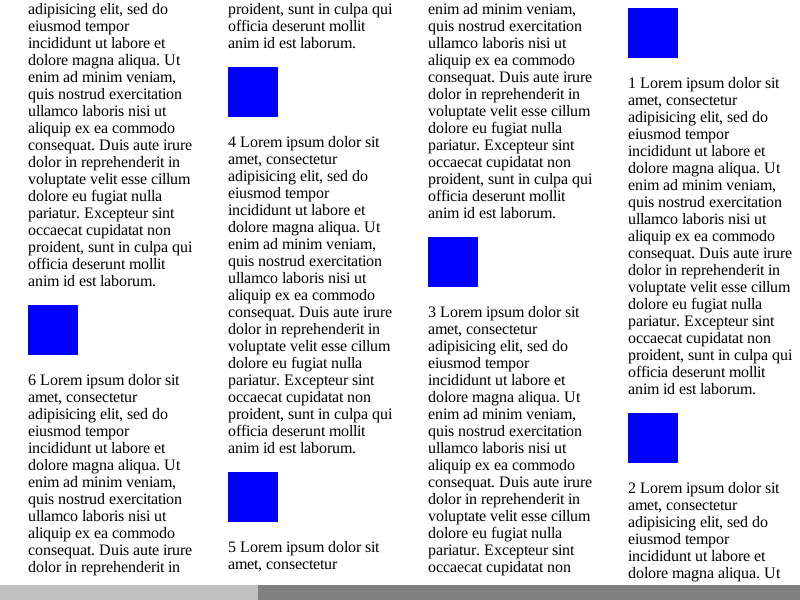 1 Lorem ipsum dolor sit
amet, consectetur
adipisicing elit, sed do
eiusmod tempor
incididunt ut labore et
dolore magna aliqua. Ut
enim ad minim veniam,
quis nostrud exercitation
ullamco laboris nisi ut
aliquip ex ea commodo
consequat. Duis aute irure
dolor in reprehenderit in
voluptate velit esse cillum
dolore eu fugiat nulla
pariatur. Excepteur sint
occaecat cupidatat non
proident, sunt in culpa qui
officia deserunt mollit
anim id est laborum.
2 Lorem ipsum dolor sit
amet, consectetur
adipisicing elit, sed do
eiusmod tempor
incididunt ut labore et
dolore magna aliqua. Ut
enim ad minim veniam,
quis nostrud exercitation
ullamco laboris nisi ut
aliquip ex ea commodo
consequat. Duis aute irure
dolor in reprehenderit in
voluptate velit esse cillum
dolore eu fugiat nulla
pariatur. Excepteur sint
occaecat cupidatat non
proident, sunt in culpa qui
officia deserunt mollit
anim id est laborum.
3 Lorem ipsum dolor sit
amet, consectetur
adipisicing elit, sed do
eiusmod tempor
incididunt ut labore et
dolore magna aliqua. Ut
enim ad minim veniam,
quis nostrud exercitation
ullamco laboris nisi ut
aliquip ex ea commodo
consequat. Duis aute irure
dolor in reprehenderit in
voluptate velit esse cillum
dolore eu fugiat nulla
pariatur. Excepteur sint
occaecat cupidatat non
proident, sunt in culpa qui
officia deserunt mollit
anim id est laborum.
4 Lorem ipsum dolor sit
amet, consectetur
adipisicing elit, sed do
eiusmod tempor
incididunt ut labore et
dolore magna aliqua. Ut
enim ad minim veniam,
quis nostrud exercitation
ullamco laboris nisi ut
aliquip ex ea commodo
consequat. Duis aute irure
dolor in reprehenderit in
voluptate velit esse cillum
dolore eu fugiat nulla
pariatur. Excepteur sint
occaecat cupidatat non
proident, sunt in culpa qui
officia deserunt mollit
anim id est laborum.
5 Lorem ipsum dolor sit
amet, consectetur
adipisicing elit, sed do
eiusmod tempor
incididunt ut labore et
dolore magna aliqua. Ut
enim ad minim veniam,
quis nostrud exercitation
ullamco laboris nisi ut
aliquip ex ea commodo
consequat. Duis aute irure
dolor in reprehenderit in
voluptate velit esse cillum
dolore eu fugiat nulla
pariatur. Excepteur sint
occaecat cupidatat non
proident, sunt in culpa qui
officia deserunt mollit
anim id est laborum.
6 Lorem ipsum dolor sit
amet, consectetur
adipisicing elit, sed do
eiusmod tempor
incididunt ut labore et
dolore magna aliqua. Ut
enim ad minim veniam,
quis nostrud exercitation
ullamco laboris nisi ut
aliquip ex ea commodo
consequat. Duis aute irure
dolor in reprehenderit in